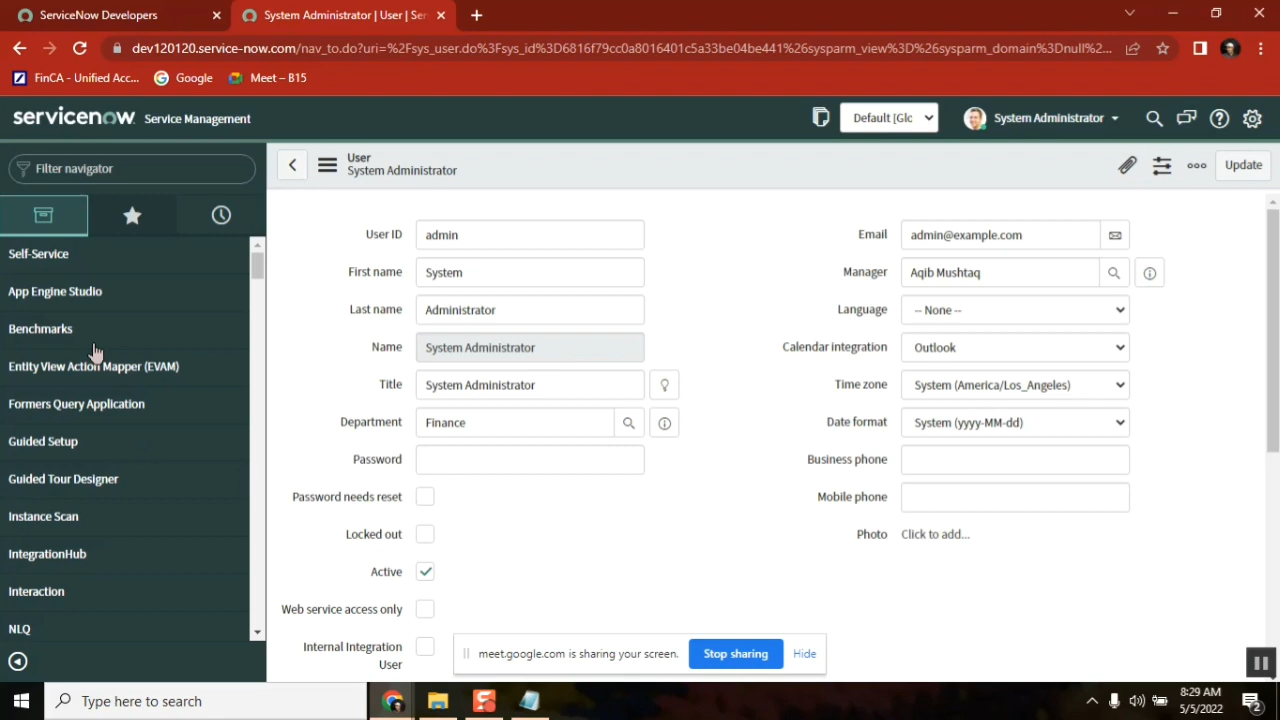 ServiceNow Developers
System Administrator | User | Ser
dev120120.service-now.com/nav_to.do?uri=%2Fsys_user.do%3Fsys_id%3D6816f79cc0a8016401c5a33be04be441%26sysparm_view%3D%26sysparm_domain%3Dnull%2...
FinCA - Unified Acc...
Google
Meet – B15
servicenow Service Management
Default [Glc
System Administrator
Filter navigator
User
System Administrator
Update
Self-Service
App Engine Studio
Benchmarks
Entity View Action Mapper (EVAM)
Formers Query Application
Guided Setup
Guided Tour Designer
Instance Scan
IntegrationHub
Interaction
NLQ
User ID admin
First name System
Last name Administrator
Name System Administrator
Title System Administrator
Department Finance
Password
Password needs reset
Locked out
Active
Web service access only
Internal Integration
User
Email admin@example.com
Manager Aqib Mushtaq
Language -- None --
Calendar integration Outlook
Time zone System (America/Los_Angeles)
Date format System (yyyy-MM-dd)
Business phone
Mobile phone
Photo Click to add...
meet.google.com is sharing your screen. Stop sharing Hide
Type here to search
8:29 AM
5/5/2022
2